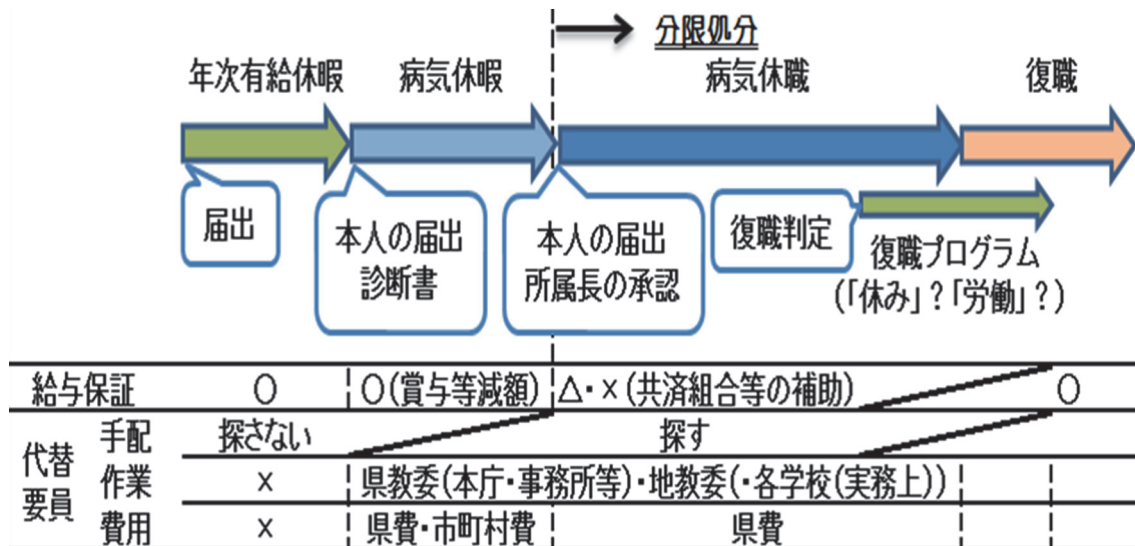 分限処分
年次有給休暇 病気休暇 病気休職 復職
届出
本人の届出
診断書
本人の届出
所属長の承認
復職判定
復職プログラム
(「休み」?「労働」?)
給与保証 ○ ○(賞与等減額) △・×(共済組合等の補助) ○
代替要員
手配 探さない 探す
作業 × 県教委(本庁・事務所等)・地教委(・各学校(実務上))
費用 × 県費・市町村費 県費